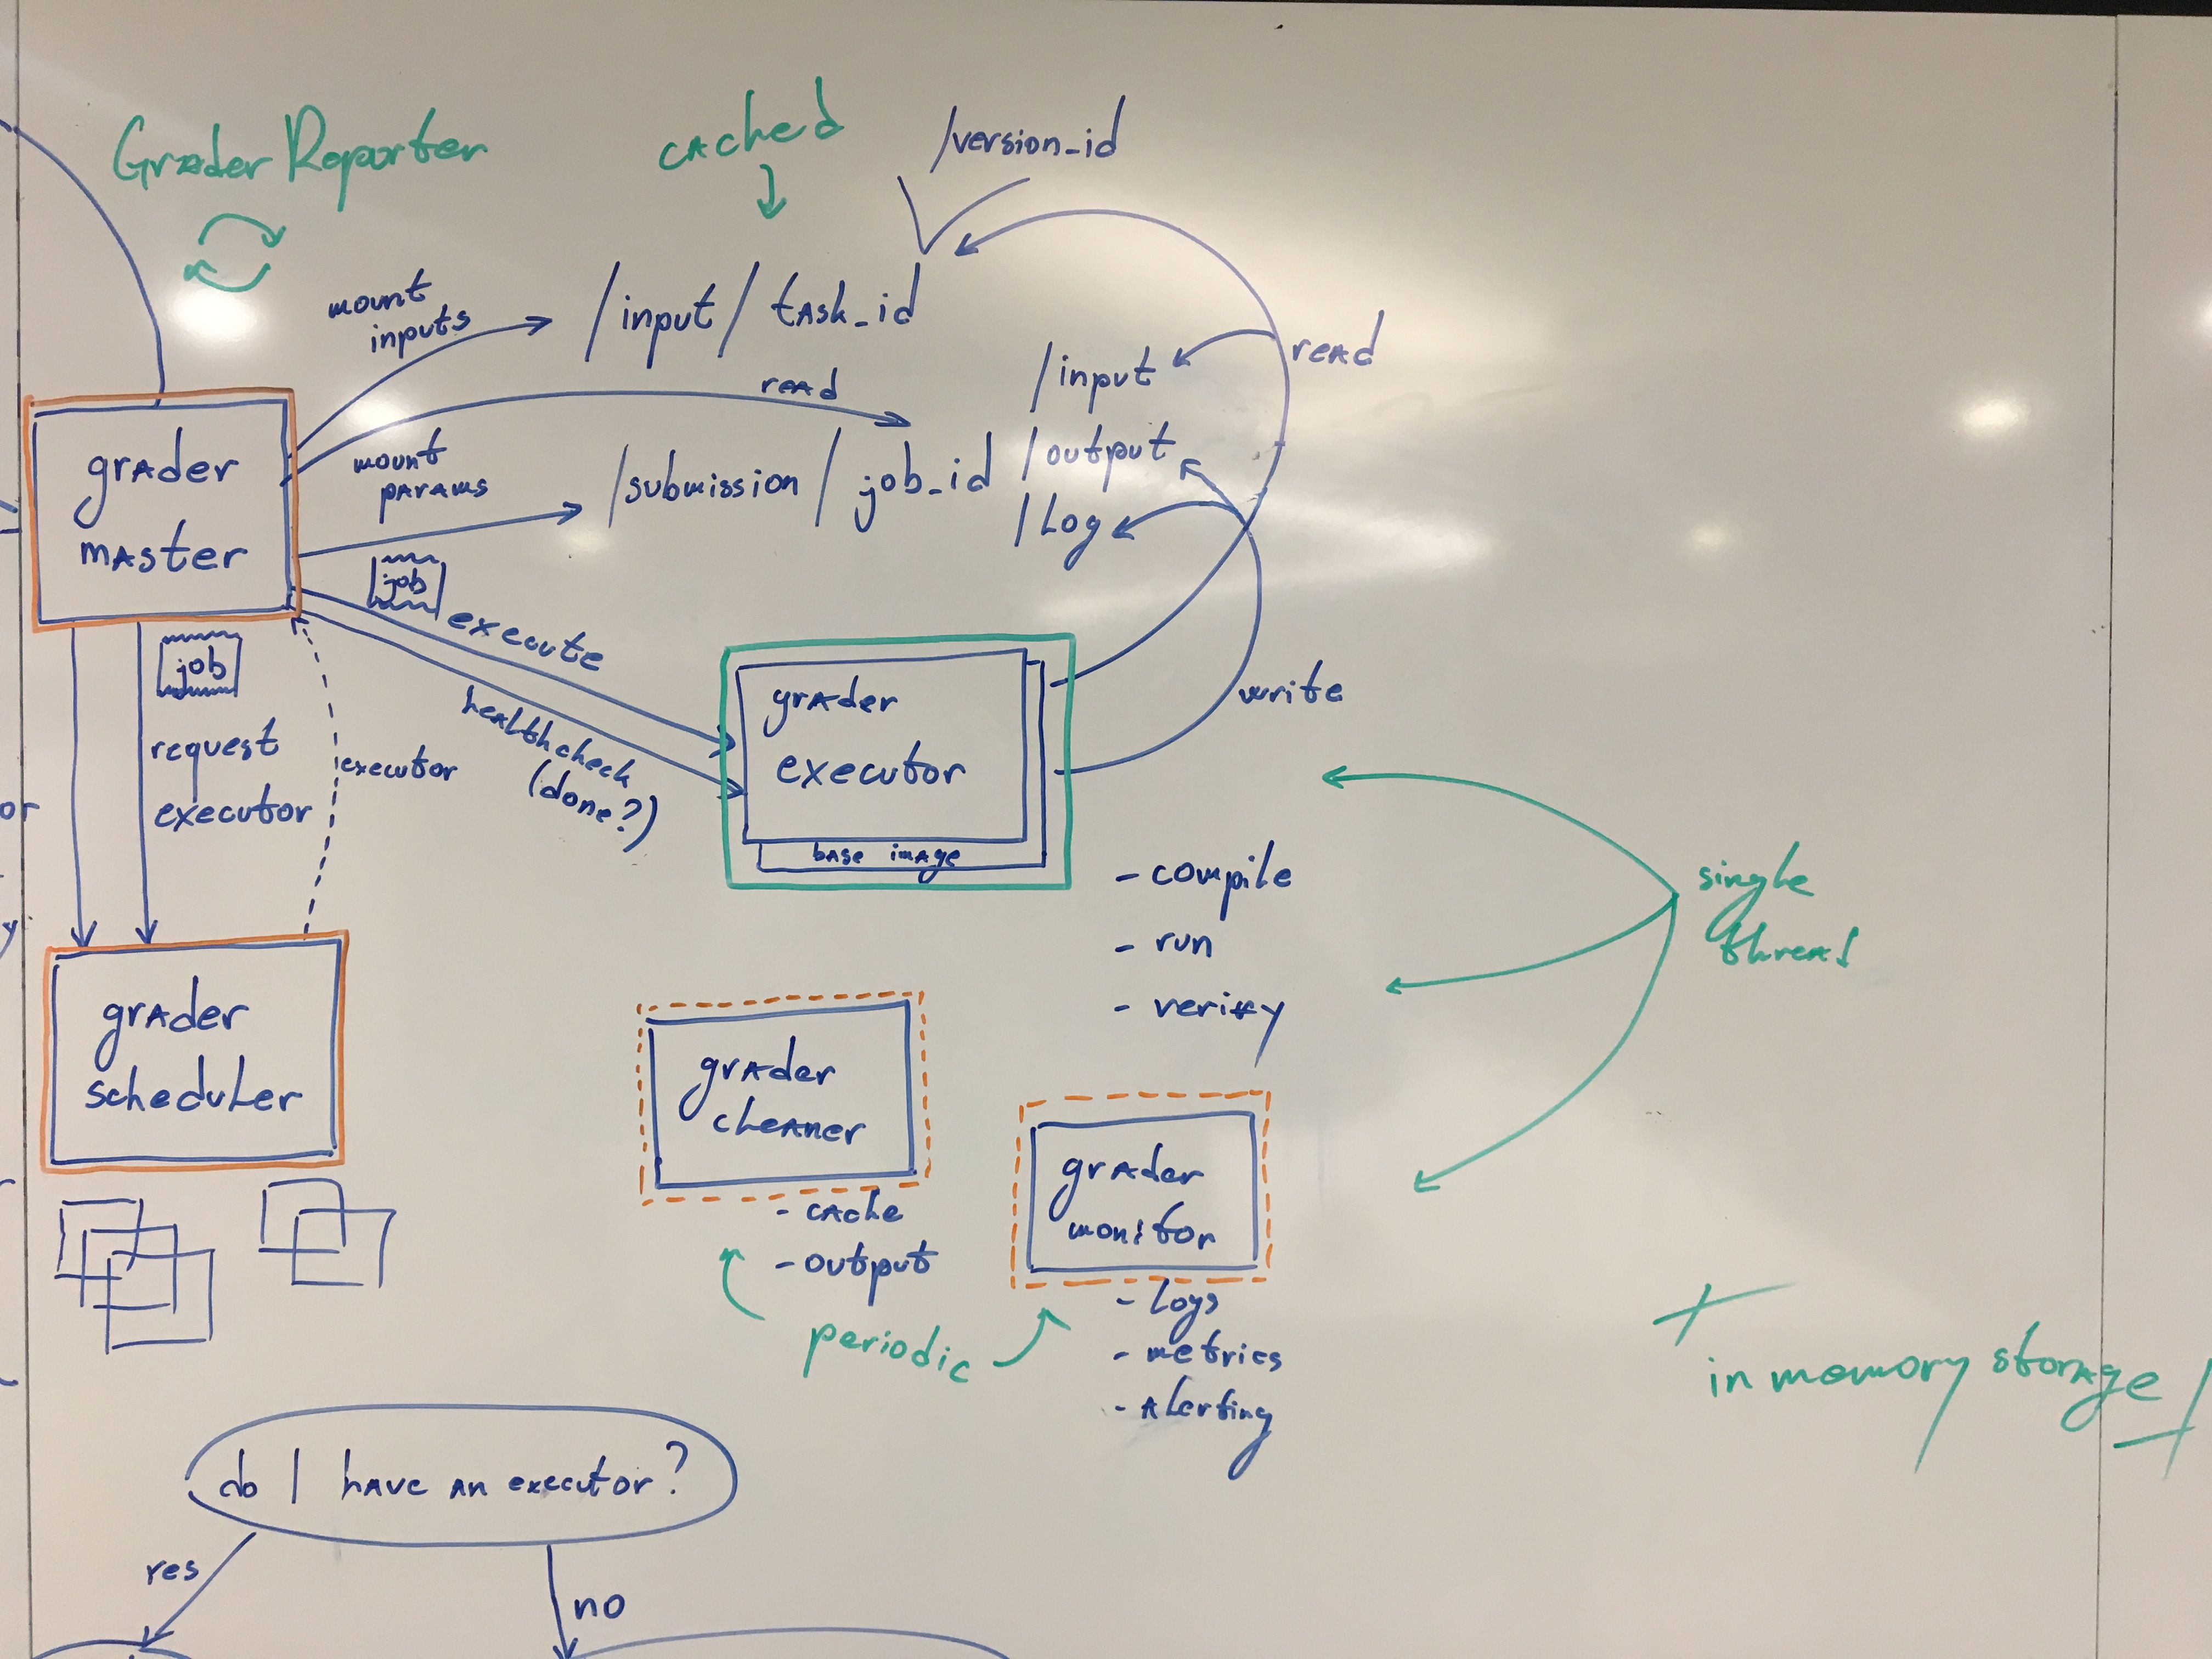 Grader Reporter
cached
/version_id
mount
inputs
/input/task_id
read
/input
read
grader
master
mount
params
/submission/job_id
/output
/log
job
execute
job
healthcheck
(done?)
request
executor
executor
grader
executor
base image
write
- compile
- run
- verify
single
thread
or
y
grader
scheduler
grader
cleaner
- cache
- output
grader
monitor
- logs
- metrics
- alerting
periodic
+
in memory storage
do I have an executor?
no